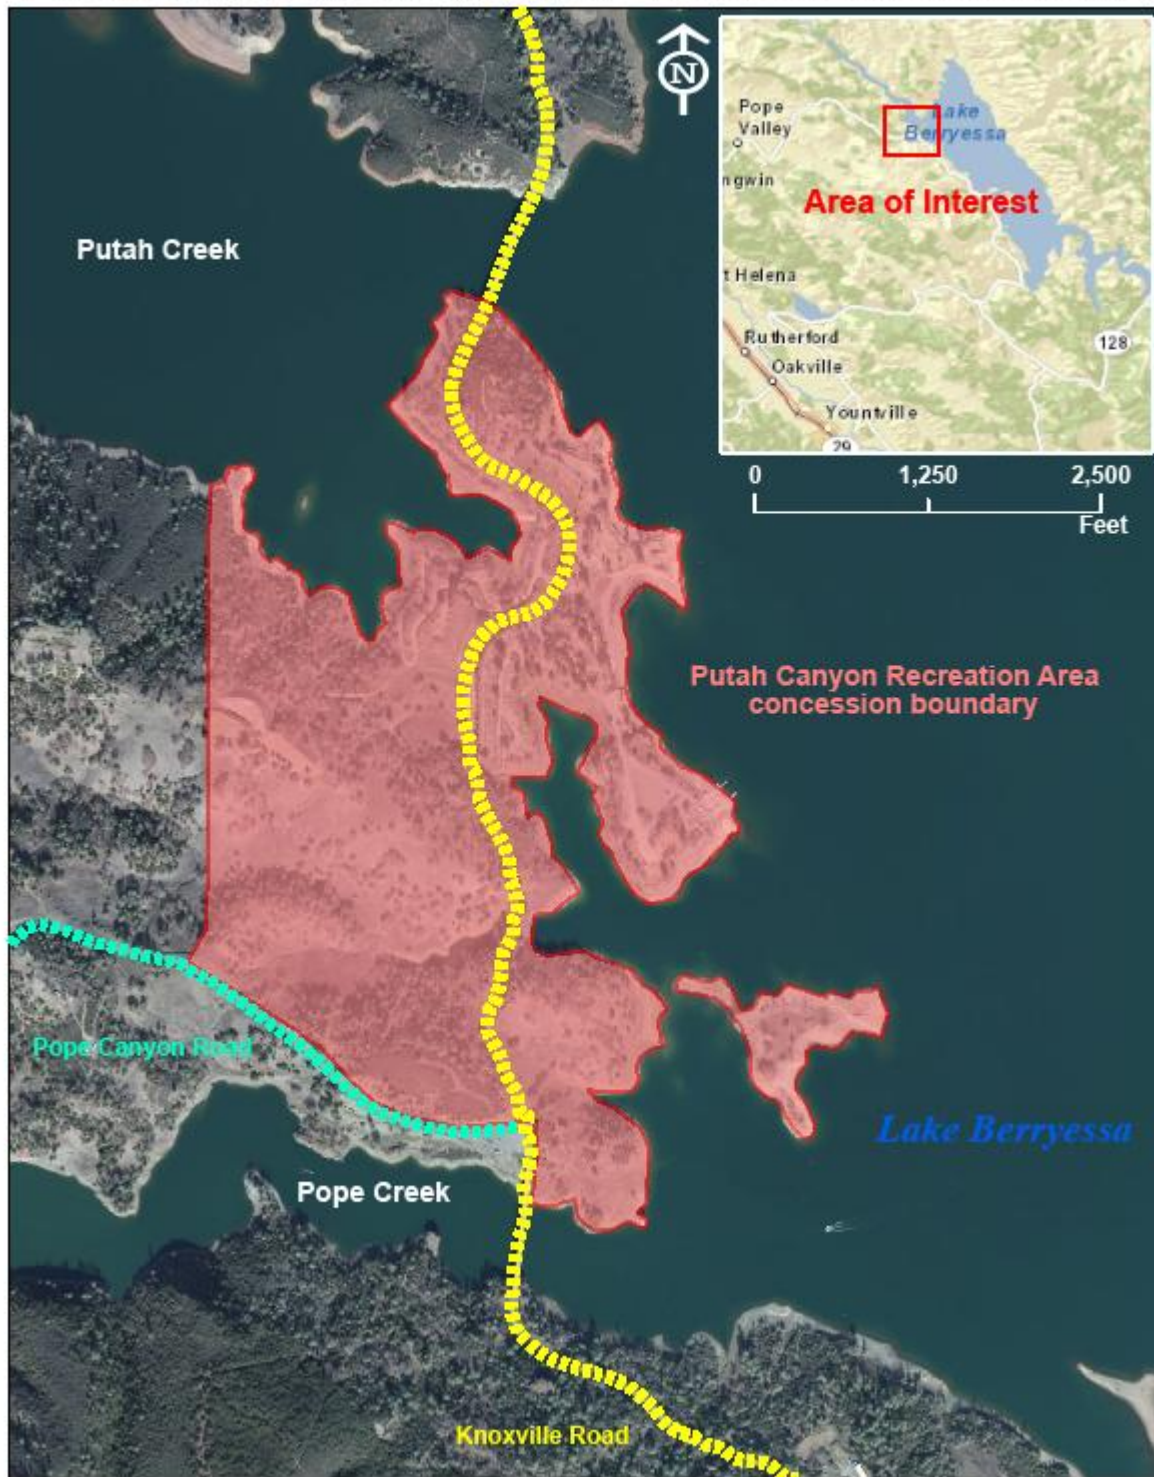 N
Pope
Valley
Lake
Berryessa
ngwin
Area of Interest
t Helena
Rutherford
Oakville
128
Yountville
29
Putah Creek
0 1,250 2,500
Feet
Putah Canyon Recreation Area
concession boundary
Pope Canyon Road
Lake Berryessa
Pope Creek
Knoxville Road